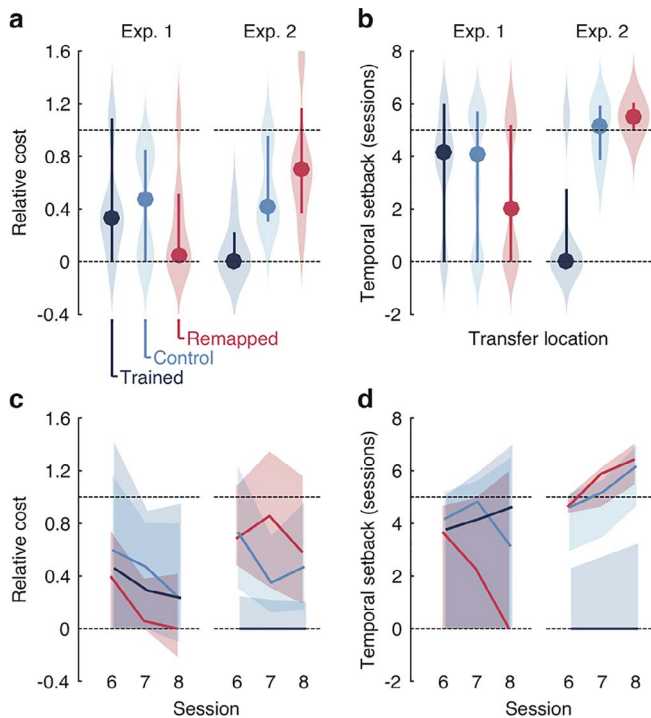 a
Exp. 1 Exp. 2
Relative cost
1.6
1.2
0.8
0.4
0
-0.4
Remapped
Control
Trained
b
Exp. 1 Exp. 2
Temporal setback (sessions)
8
6
4
2
0
-2
Transfer location
c
Relative cost
1.6
1.2
0.8
0.4
0
-0.4
6 7 8 6 7 8
Session
d
Temporal setback (sessions)
8
6
4
2
0
-2
6 7 8 6 7 8
Session